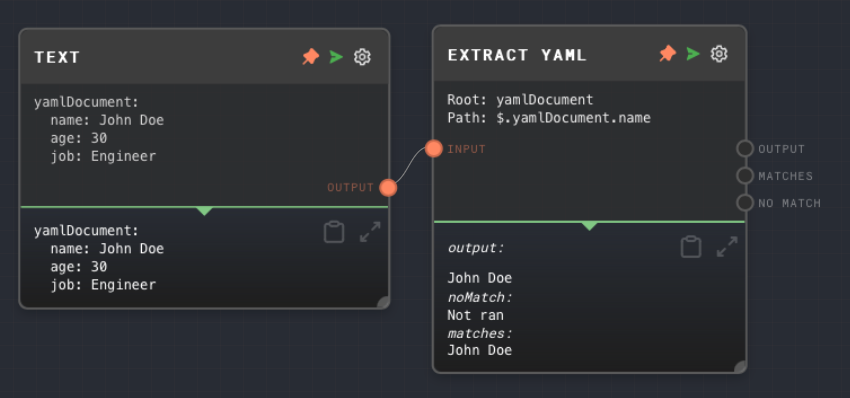 TEXT
yamlDocument:
  name: John Doe
  age: 30
  job: Engineer
OUTPUT
yamlDocument:
  name: John Doe
  age: 30
  job: Engineer
EXTRACT YAML
Root: yamlDocument
Path: $.yamlDocument.name
INPUT
OUTPUT
MATCHES
NO MATCH
output:
John Doe
noMatch:
Not ran
matches:
John Doe